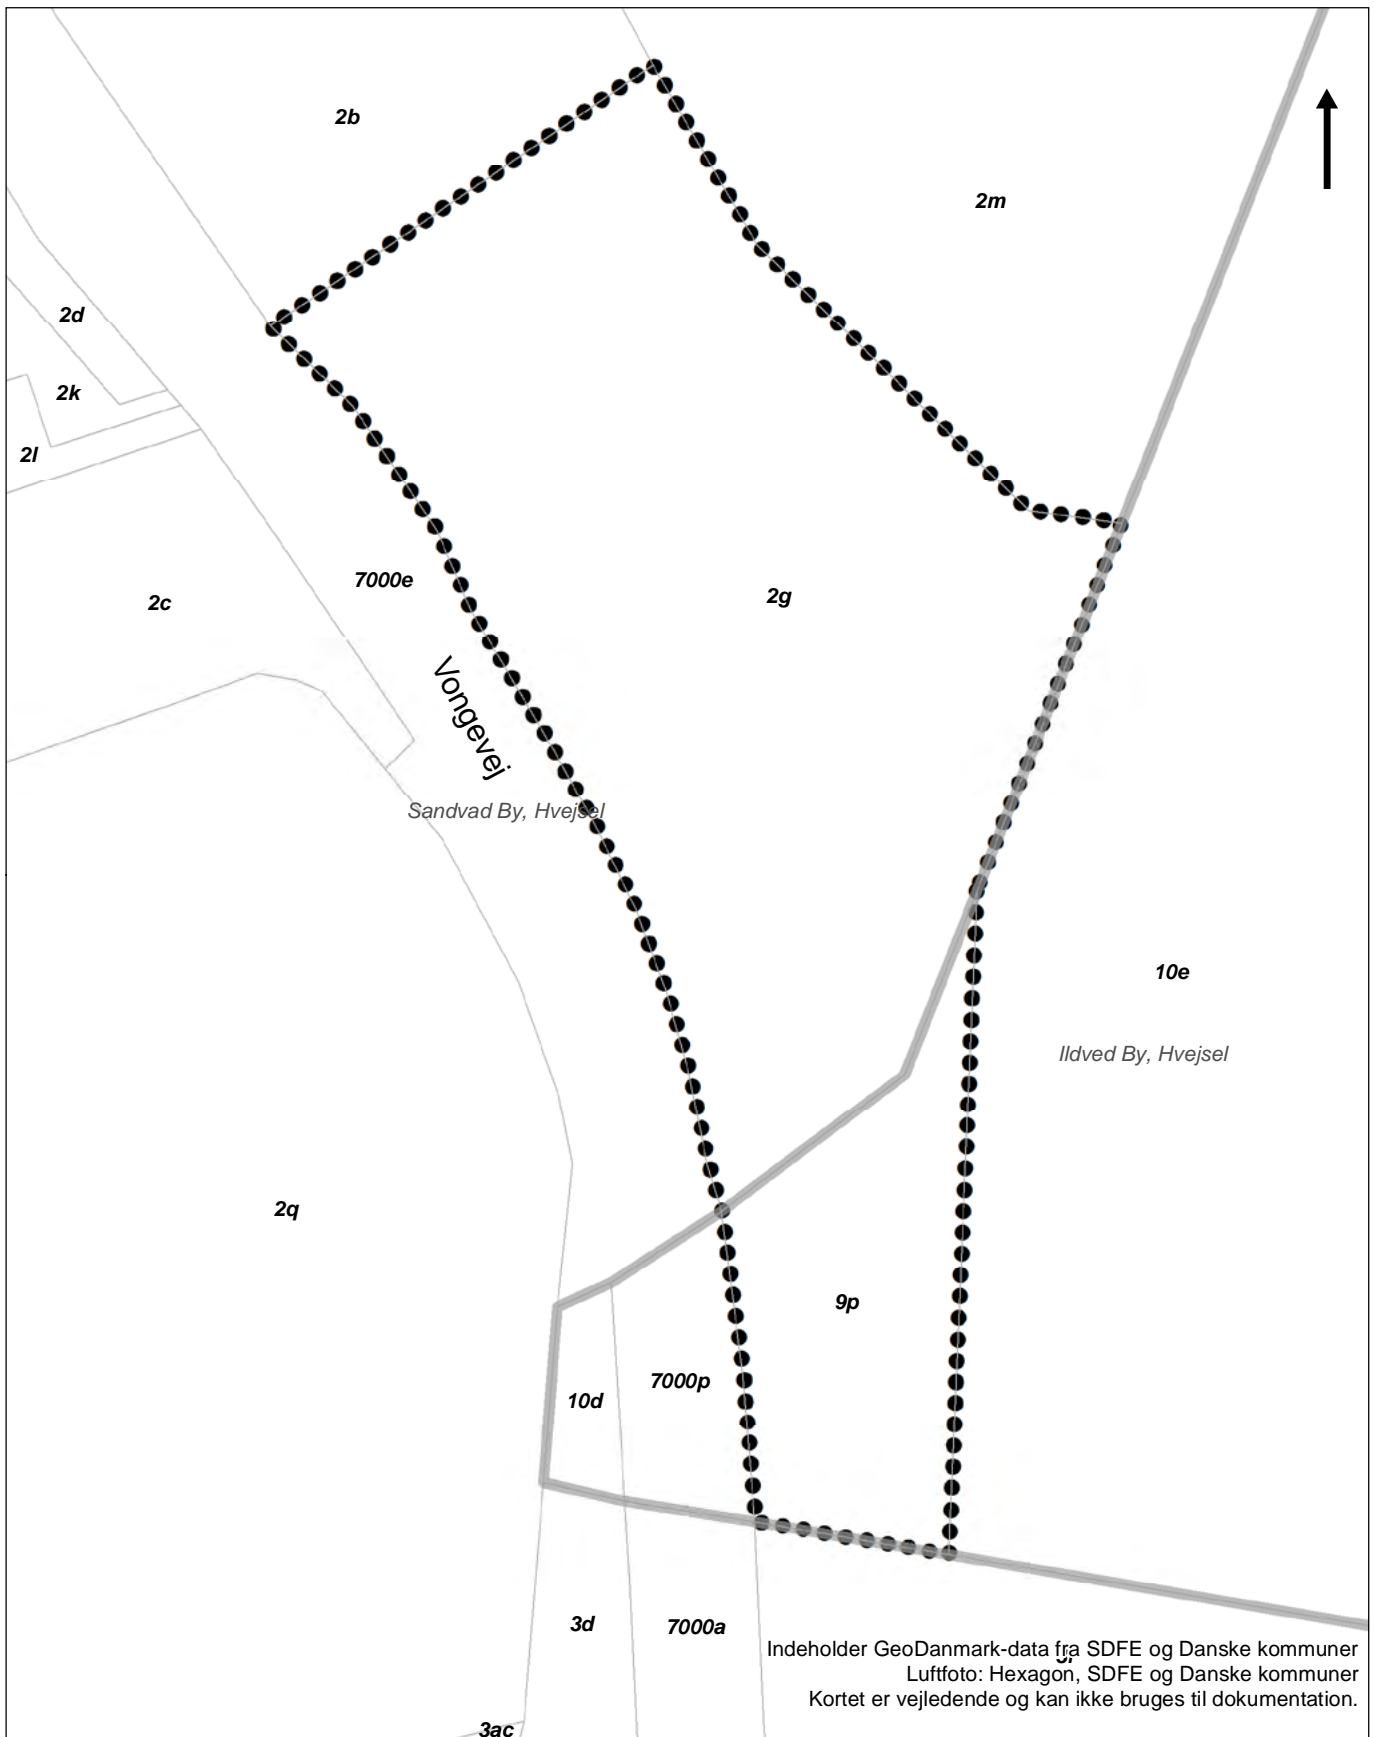 2b
2m
2d
2k
2l
7000e
2c
2g
Vongevej
Sandvad By, Hvejsel
10e
Ildved By, Hvejsel
2q
9p
7000p
10d
3d
7000a
Indeholder GeoDanmark-data fra SDFE og Danske kommuner
Luftfoto: Hexagon, SDFE og Danske kommuner
Kortet er vejledende og kan ikke bruges til dokumentation.
3ac